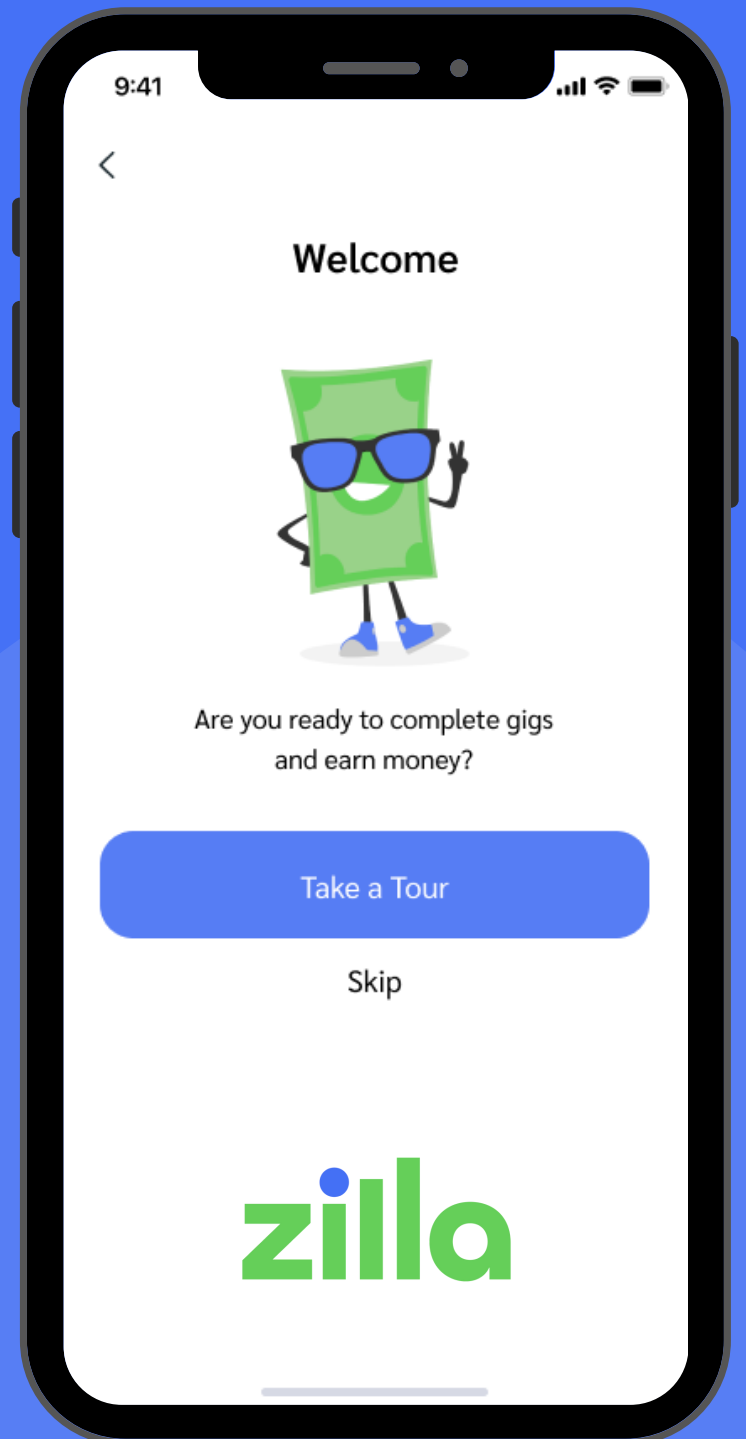 9:41
Welcome
Are you ready to complete gigs
and earn money?
Take a Tour
Skip
zilla